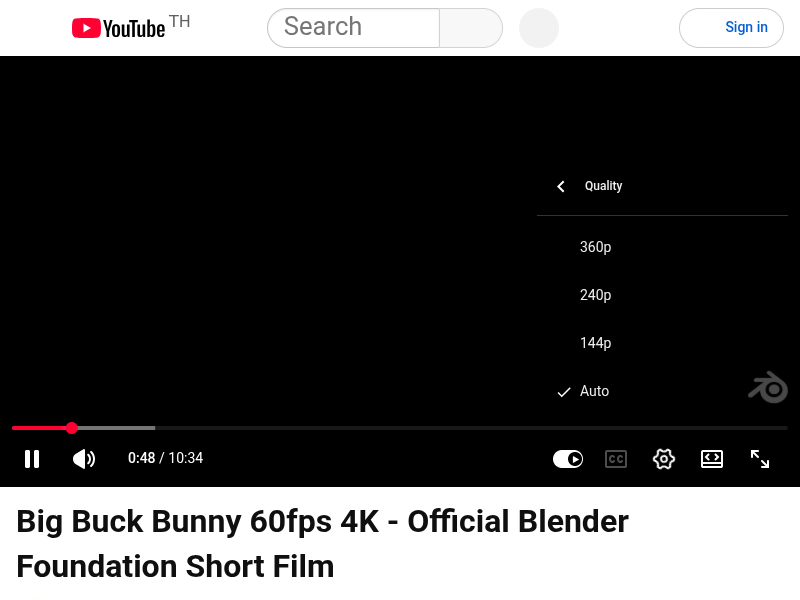 YouTube TH
Search
Sign in
Quality
360p
240p
144p
Auto
0:48 / 10:34
CC
Big Buck Bunny 60fps 4K - Official Blender
Foundation Short Film